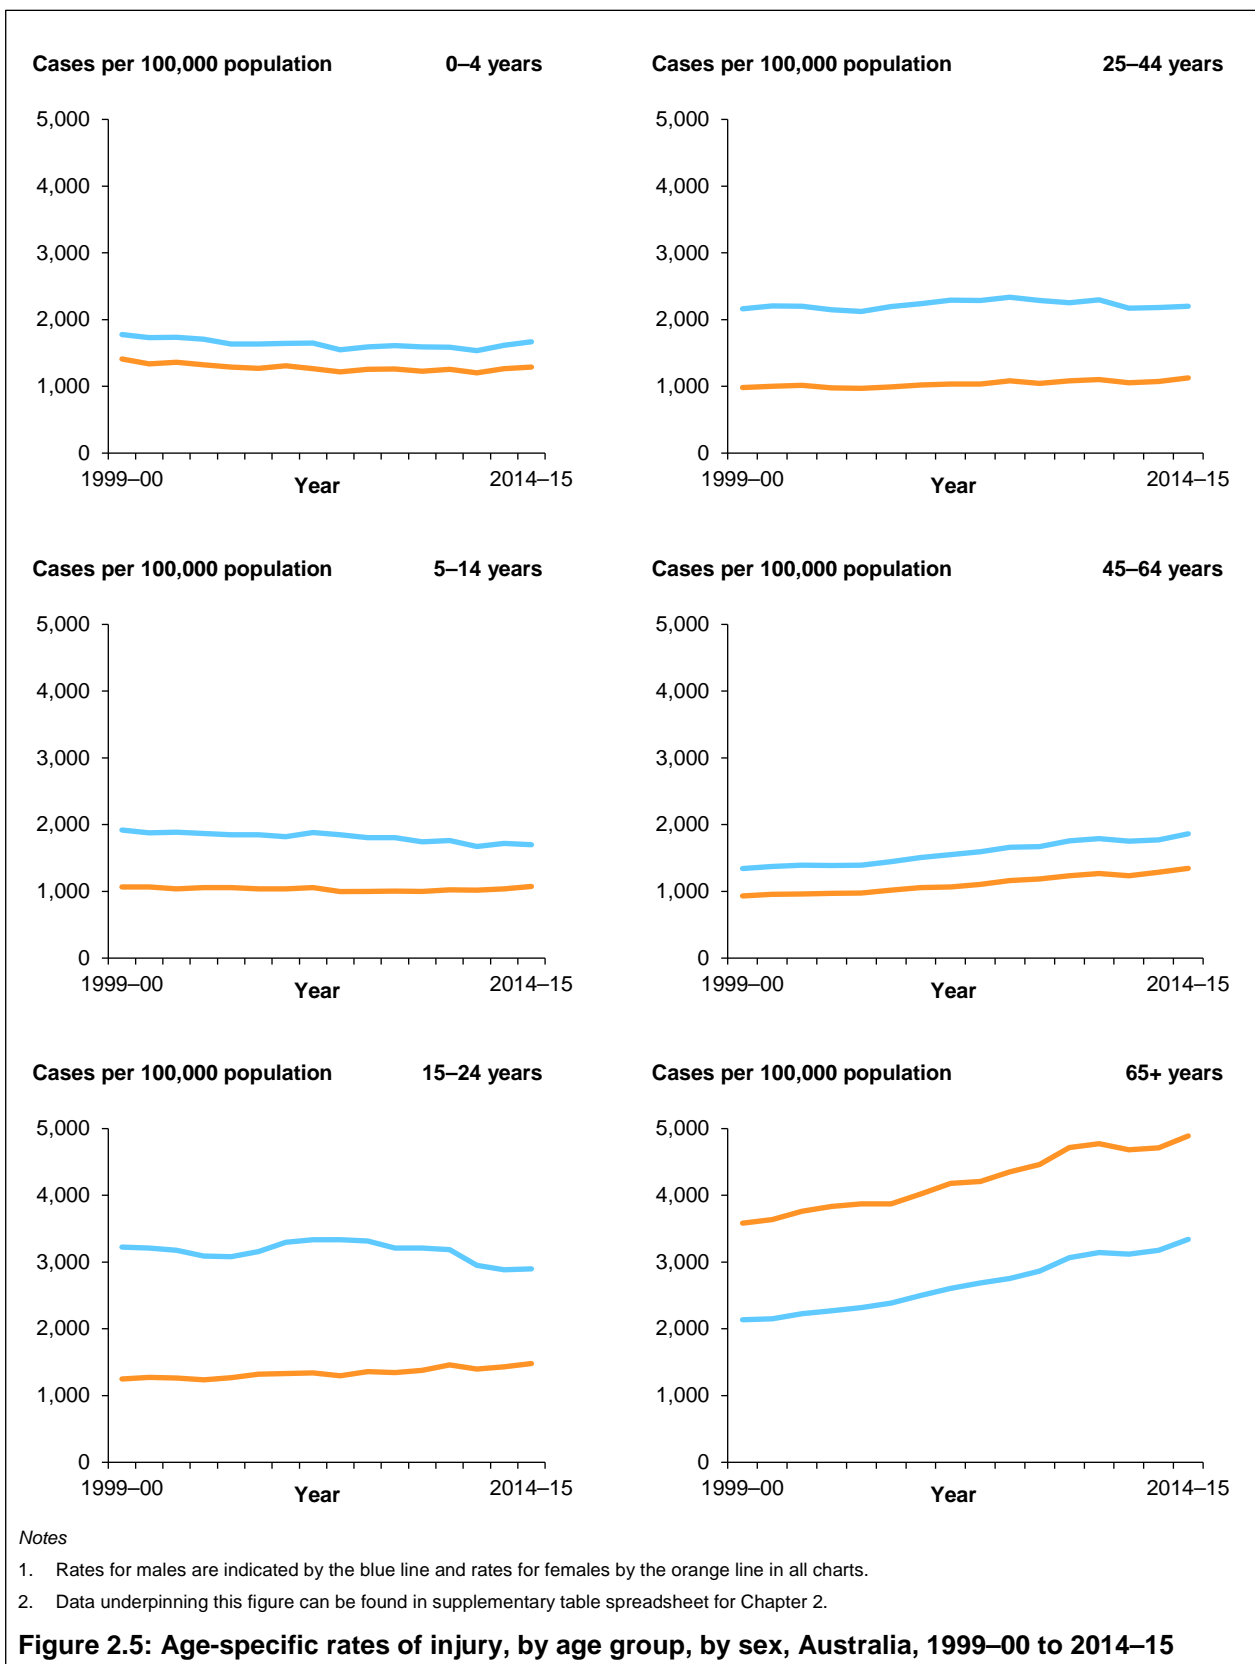 Cases per 100,000 population 0–4 years
5,000
4,000
3,000
2,000
1,000
0
1999–00 Year 2014–15
Cases per 100,000 population 25–44 years
5,000
4,000
3,000
2,000
1,000
0
1999–00 Year 2014–15
Cases per 100,000 population 5–14 years
5,000
4,000
3,000
2,000
1,000
0
1999–00 Year 2014–15
Cases per 100,000 population 45–64 years
5,000
4,000
3,000
2,000
1,000
0
1999–00 Year 2014–15
Cases per 100,000 population 15–24 years
5,000
4,000
3,000
2,000
1,000
0
1999–00 Year 2014–15
Cases per 100,000 population 65+ years
5,000
4,000
3,000
2,000
1,000
0
1999–00 Year 2014–15
Notes
1. Rates for males are indicated by the blue line and rates for females by the orange line in all charts.
2. Data underpinning this figure can be found in supplementary table spreadsheet for Chapter 2.
Figure 2.5: Age-specific rates of injury, by age group, by sex, Australia, 1999–00 to 2014–15